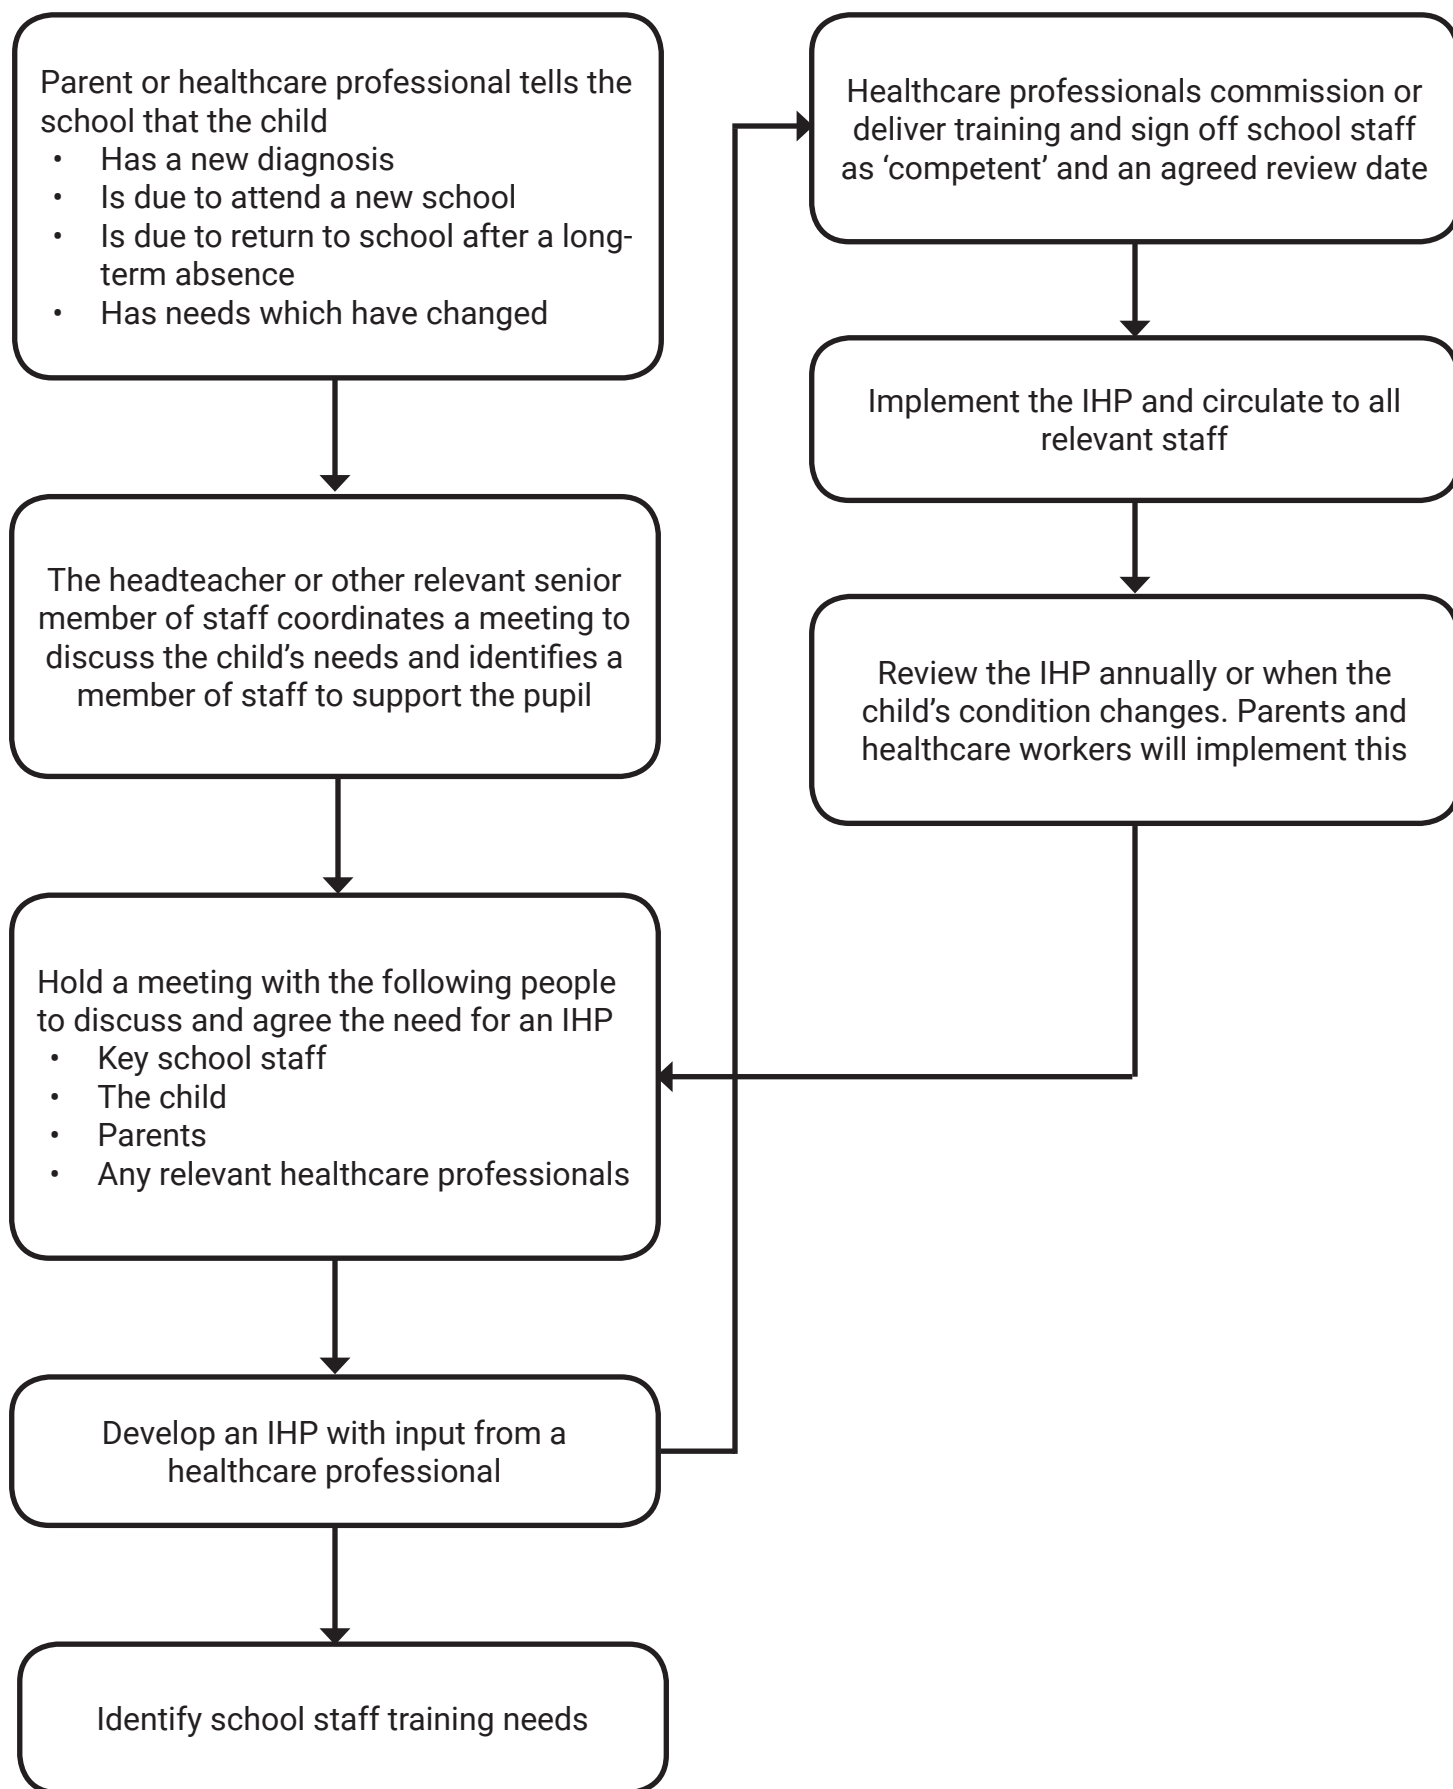 Parent or healthcare professional tells the
school that the child
• Has a new diagnosis
• Is due to attend a new school
• Is due to return to school after a long-
term absence
• Has needs which have changed
The headteacher or other relevant senior
member of staff coordinates a meeting to
discuss the child’s needs and identifies a
member of staff to support the pupil
Hold a meeting with the following people
to discuss and agree the need for an IHP
• Key school staff
• The child
• Parents
• Any relevant healthcare professionals
Develop an IHP with input from a
healthcare professional
Identify school staff training needs
Healthcare professionals commission or
deliver training and sign off school staff
as ‘competent’ and an agreed review date
Implement the IHP and circulate to all
relevant staff
Review the IHP annually or when the
child’s condition changes. Parents and
healthcare workers will implement this